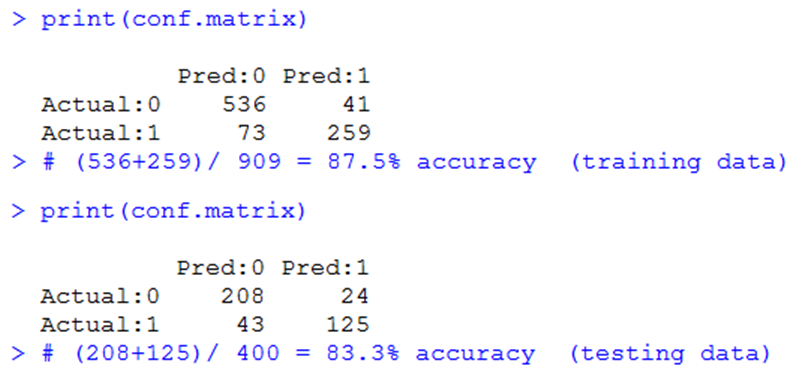 > print(conf.matrix)
Pred:0 Pred:1
Actual:0 536 41
Actual:1 73 259
> # (536+259)/ 909 = 87.5% accuracy (training data)
> print(conf.matrix)
Pred:0 Pred:1
Actual:0 208 24
Actual:1 43 125
> # (208+125)/ 400 = 83.3% accuracy (testing data)